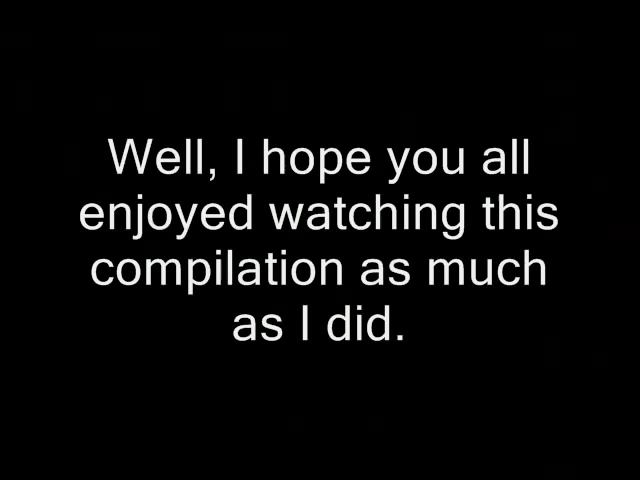 Well, I hope you all
enjoyed watching this
compilation as much
as I did.